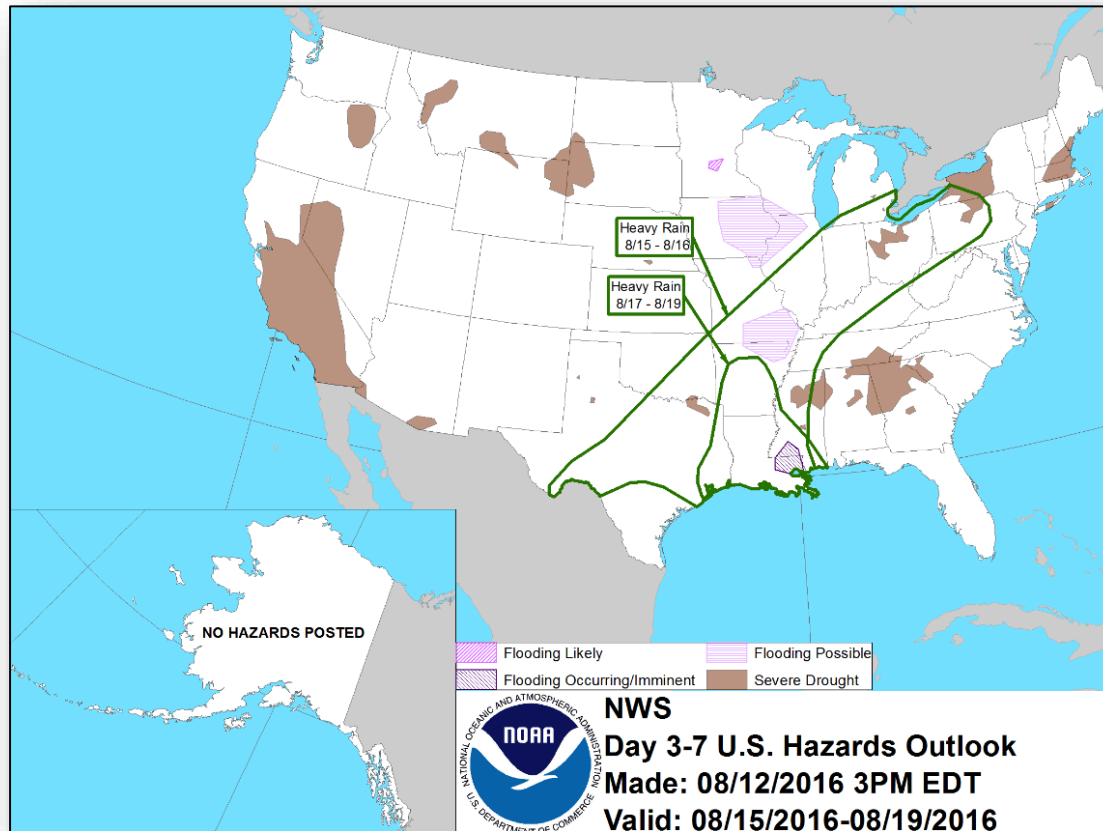 Heavy Rain
8/15 - 8/16
Heavy Rain
8/17 - 8/19
NO HAZARDS POSTED
Flooding Likely
Flooding Possible
Flooding Occurring/Imminent
Severe Drought
NATIONAL OCEANIC AND ATMOSPHERIC ADMINISTRATION
NOAA
U.S. DEPARTMENT OF COMMERCE
NWS
Day 3-7 U.S. Hazards Outlook
Made: 08/12/2016 3PM EDT
Valid: 08/15/2016-08/19/2016